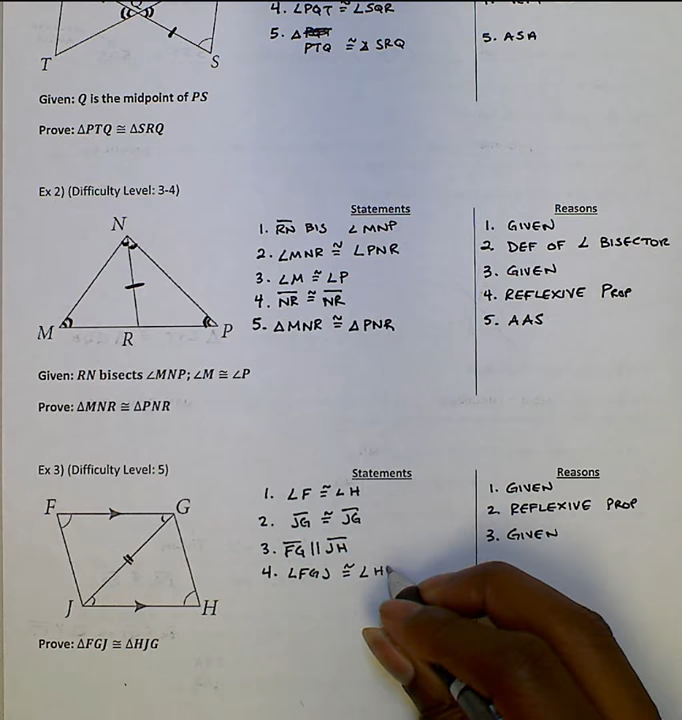 4. ∠PQT ≅ ∠SQR
T
S
5. Δ
PTQ ≅ Δ SRQ
5. ASA
Given: Q is the midpoint of PS
Prove: ΔPTQ ≅ ΔSRQ
Ex 2) (Difficulty Level: 3-4)
Statements
Reasons
N
1. RN BIS ∠MNP
1. GIVEN
2. ∠MNR ≅ ∠PNR
2. DEF OF ∠ BISECTOR
3. ∠M ≅ ∠P
3. GIVEN
4. NR ≅ NR
4. REFLEXIVE PROP
M
R
P
5. ΔMNR ≅ ΔPNR
5. AAS
Given: RN bisects ∠MNP; ∠M ≅ ∠P
Prove: ΔMNR ≅ ΔPNR
Ex 3) (Difficulty Level: 5)
Statements
Reasons
F
G
1. ∠F ≅ ∠H
1. GIVEN
2. JG ≅ JG
2. REFLEXIVE PROP
3. FG || JH
3. GIVEN
4. ∠FGJ ≅ ∠H
J
H
Prove: ΔFGJ ≅ ΔHJG